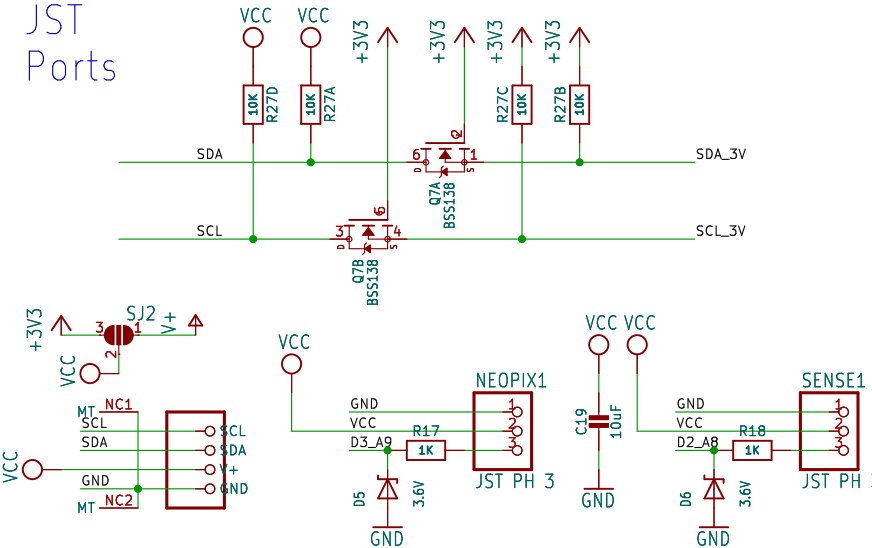 JST
Ports
VCC
VCC
+3V3
+3V3
+3V3
+3V3
10K
R27D
10K
R27A
10K
R27C
10K
R27B
SDA
6
D
2
1
S
Q7A
BSS138
SDA_3V
SCL
3
D
4
S
Q7B
BSS138
SCL_3V
+3V3
3
SJ2
1
2
V+
VCC
MT
NC1
SCL
SDA
VCC
GND
MT
NC2
SCL
SDA
V+
GND
VCC
NEOPIX1
GND
VCC
D3_A9
R17
1K
1
2
3
JST PH 3
D5
3.6V
GND
VCC
VCC
C19
10uF
GND
SENSE1
GND
VCC
D2_A8
R18
1K
1
2
3
JST PH
D6
3.6V
GND